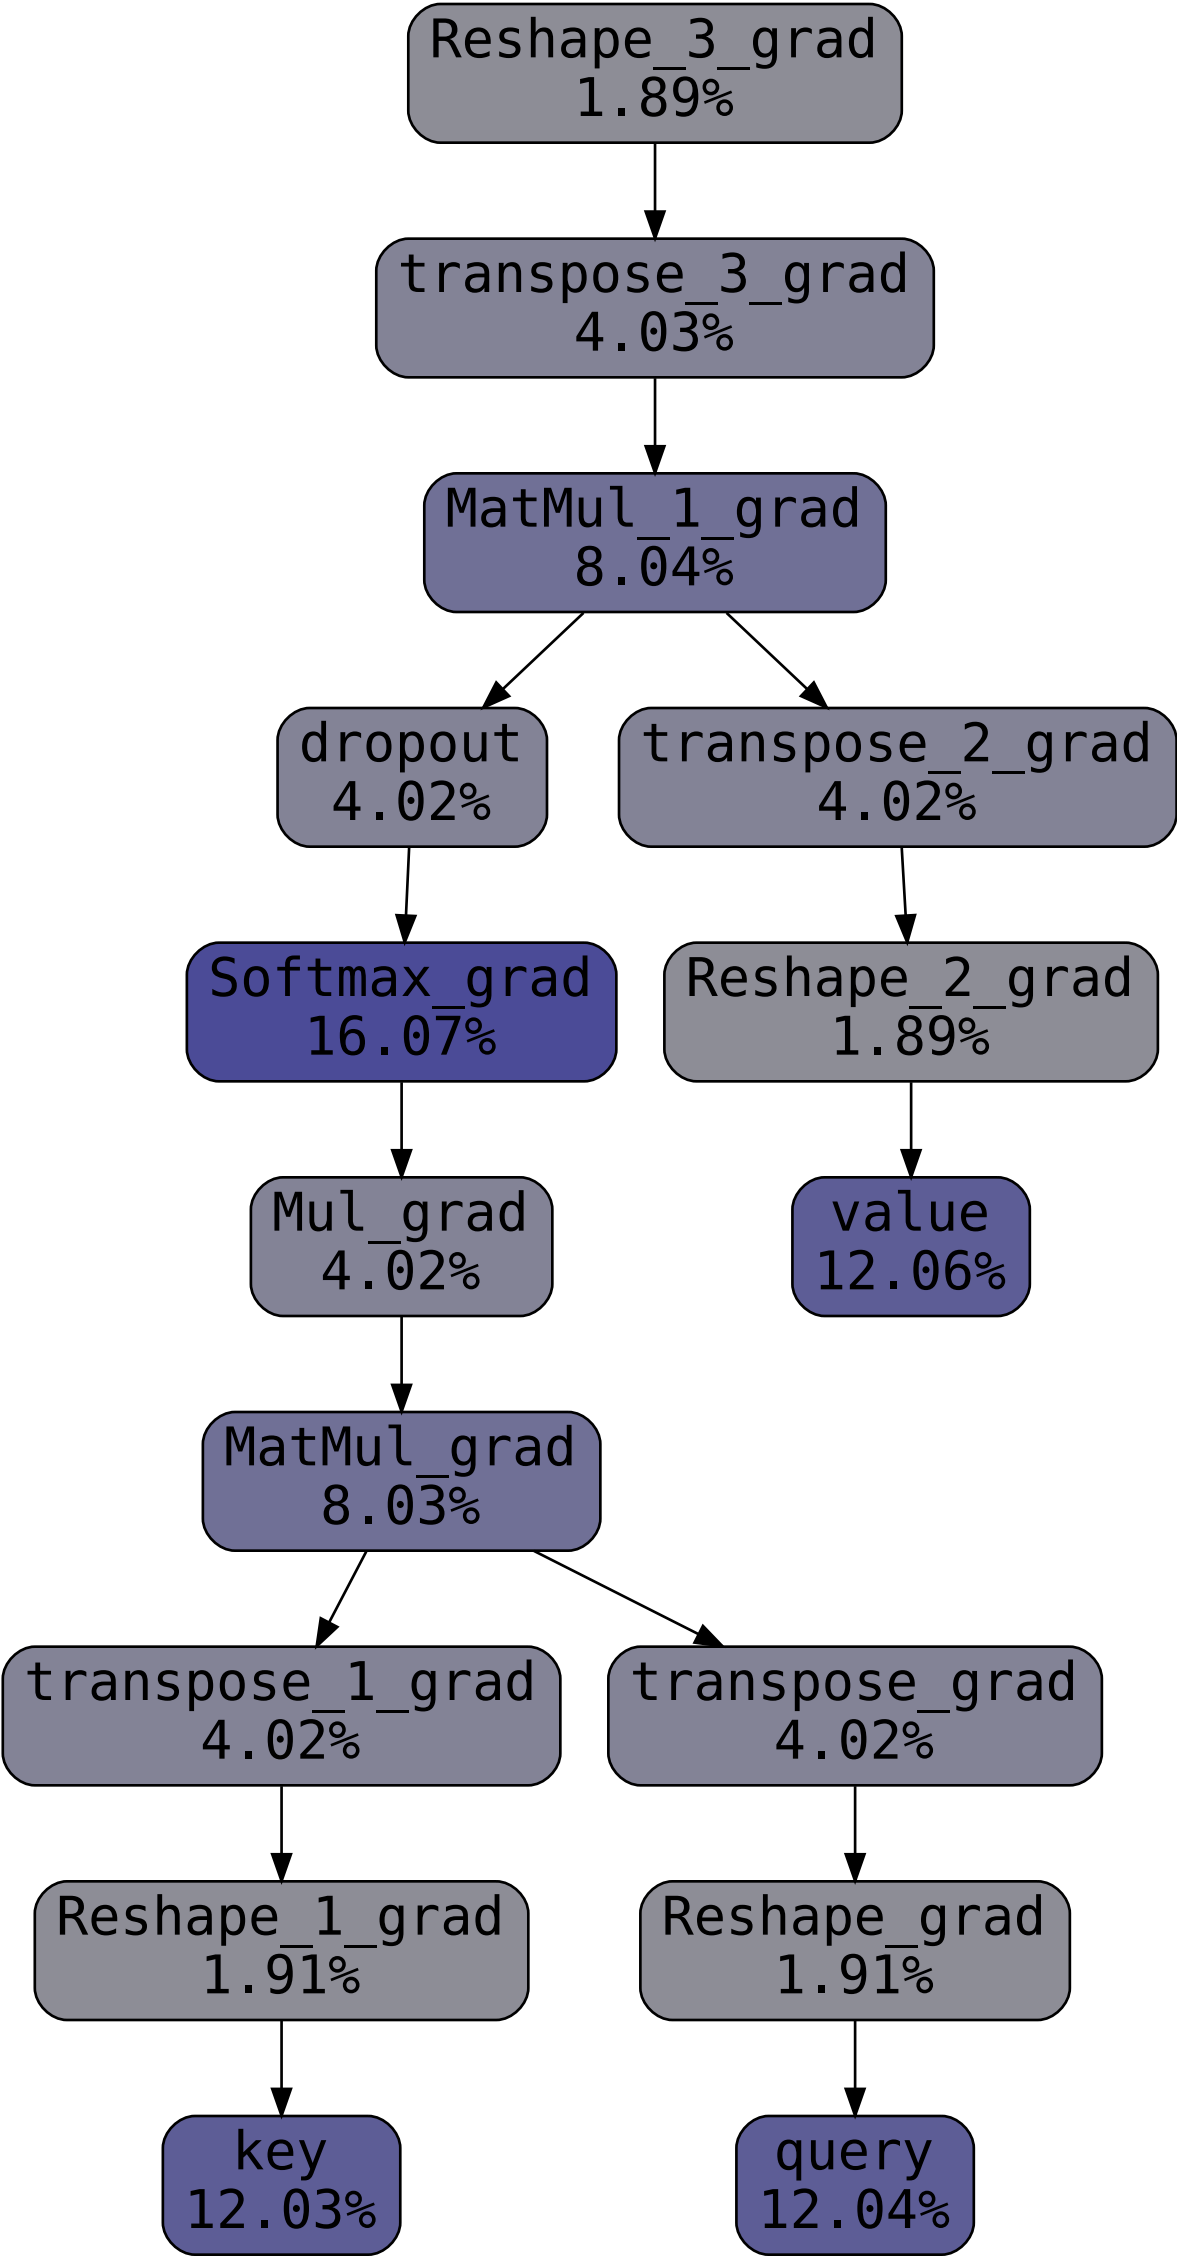 Reshape_3_grad
1.89%
transpose_3_grad
4.03%
MatMul_1_grad
8.04%
dropout
4.02%
transpose_2_grad
4.02%
Softmax_grad
16.07%
Reshape_2_grad
1.89%
Mul_grad
4.02%
value
12.06%
MatMul_grad
8.03%
transpose_1_grad
4.02%
transpose_grad
4.02%
Reshape_1_grad
1.91%
Reshape_grad
1.91%
key
12.03%
query
12.04%